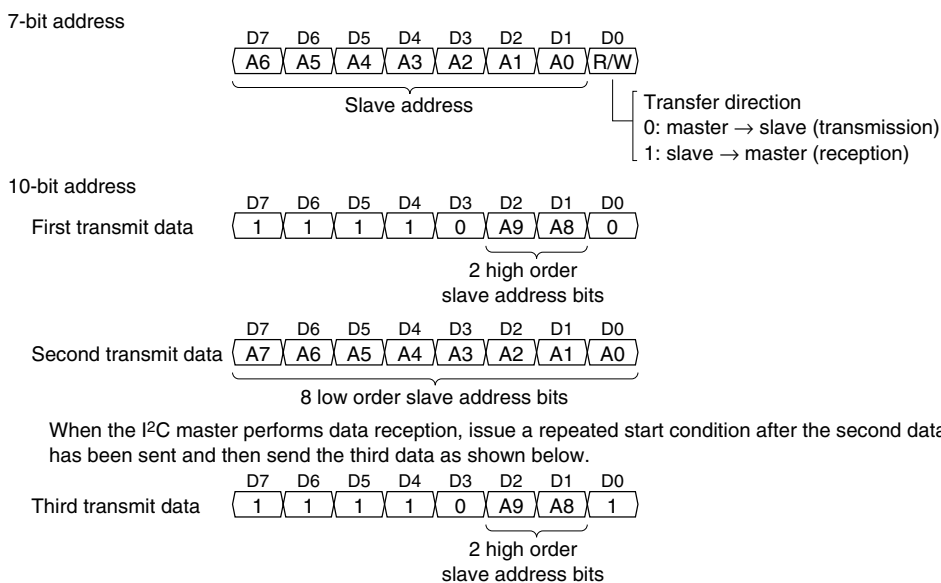 7-bit address
D7 D6 D5 D4 D3 D2 D1 D0
A6 A5 A4 A3 A2 A1 A0 R/W
Slave address
Transfer direction
0: master → slave (transmission)
1: slave → master (reception)
10-bit address
D7 D6 D5 D4 D3 D2 D1 D0
First transmit data 1 1 1 1 0 A9 A8 0
2 high order
slave address bits
D7 D6 D5 D4 D3 D2 D1 D0
Second transmit data A7 A6 A5 A4 A3 A2 A1 A0
8 low order slave address bits
When the I²C master performs data reception, issue a repeated start condition after the second data
has been sent and then send the third data as shown below.
D7 D6 D5 D4 D3 D2 D1 D0
Third transmit data 1 1 1 1 0 A9 A8 1
2 high order
slave address bits